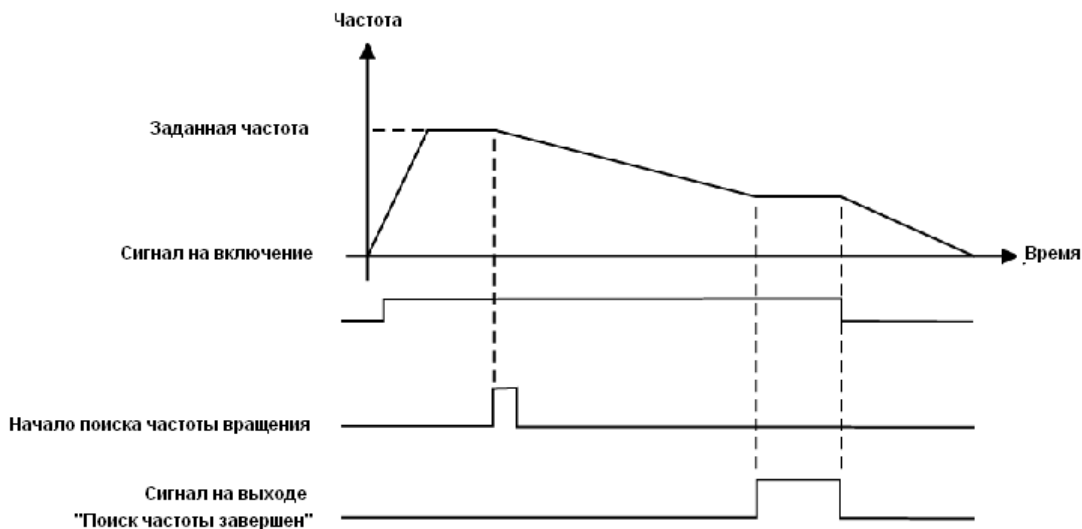 Частота
Заданная частота
Сигнал на включение
Время
Начало поиска частоты вращения
Сигнал на выходе
"Поиск частоты завершен"